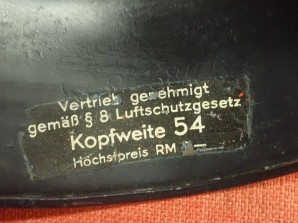 Vertrieb genehmigt
gemäß § 8 Luftschutzgesetz
Kopfweite 54
Höchstpreis RM